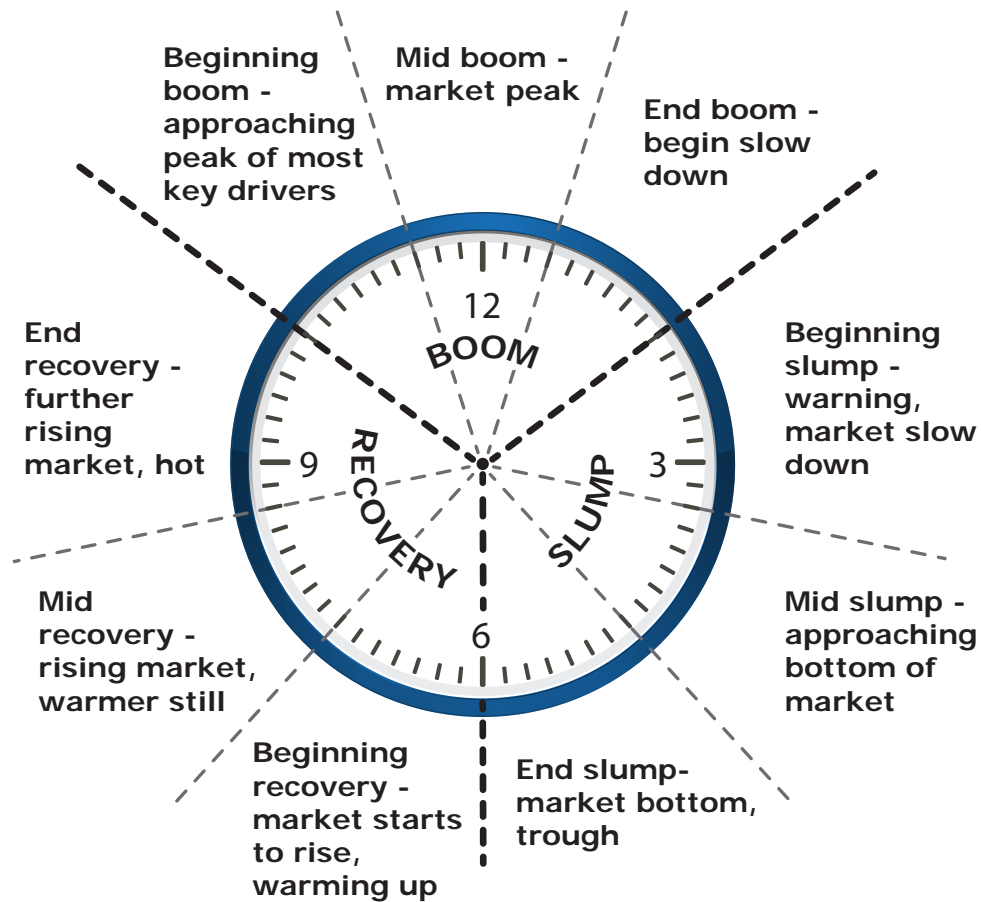 Beginning
boom -
approaching
peak of most
key drivers
Mid boom -
market peak
End boom -
begin slow
down
Beginning
slump -
warning,
market slow
down
Mid slump -
approaching
bottom of
market
End slump-
market bottom,
trough
Beginning
recovery -
market starts
to rise,
warming up
Mid
recovery -
rising market,
warmer still
End
recovery -
further
rising
market, hot
12
BOOM
3
SLUMP
6
RECOVERY
9